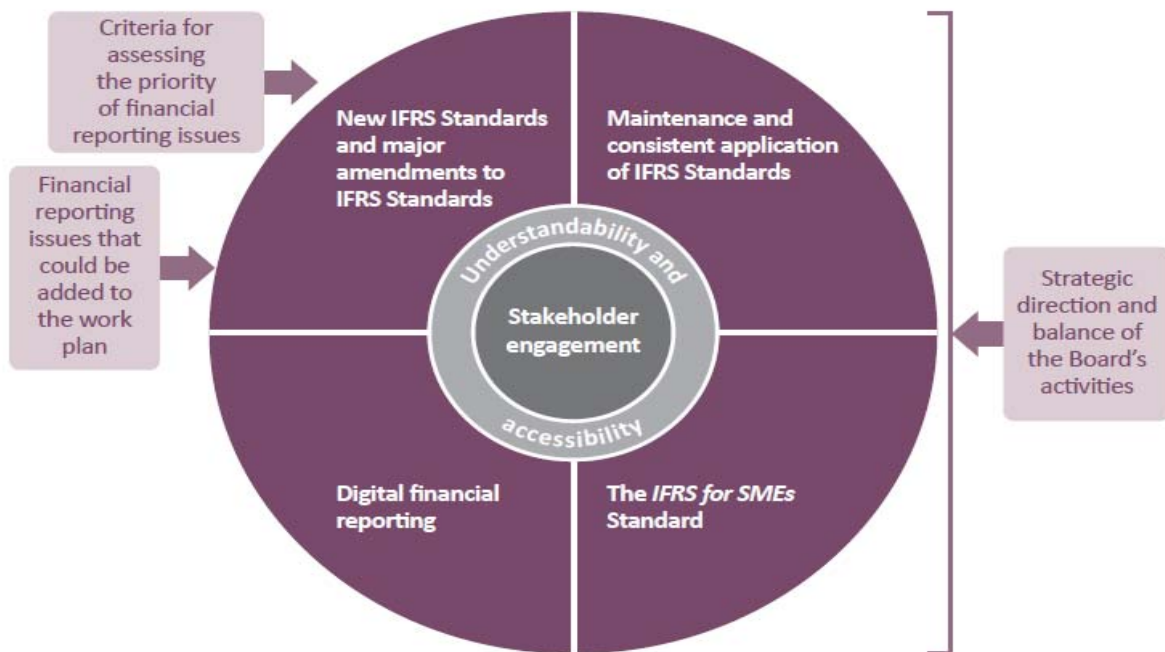 Criteria for
assessing
the priority
of financial
reporting issues
Financial
reporting
issues that
could be
added to
the work
plan
New IFRS Standards
and major
amendments to
IFRS Standards
Maintenance and
consistent application
of IFRS Standards
Understandability and
accessibility
Stakeholder
engagement
Digital financial
reporting
The IFRS for SMEs
Standard
Strategic
direction and
balance of
the Board's
activities